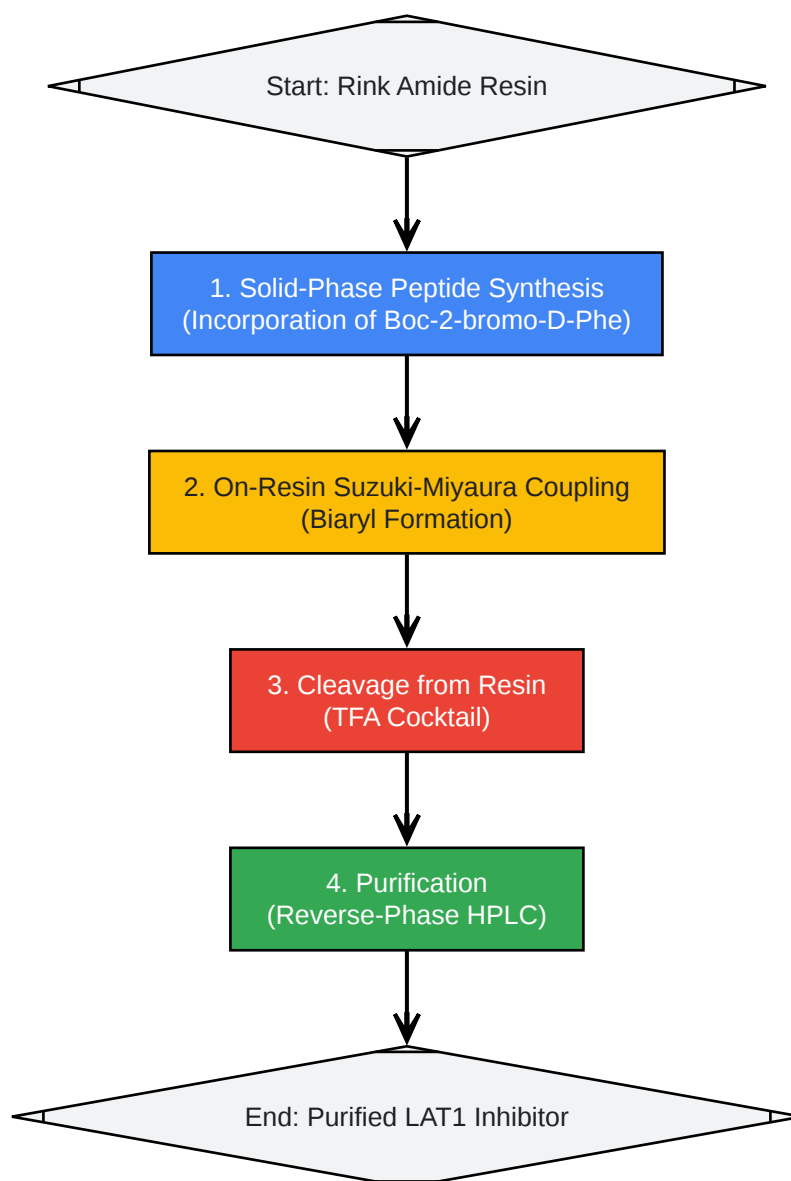 Start: Rink Amide Resin
1. Solid-Phase Peptide Synthesis
(Incorporation of Boc-2-bromo-D-Phe)
2. On-Resin Suzuki-Miyaura Coupling
(Biaryl Formation)
3. Cleavage from Resin
(TFA Cocktail)
4. Purification
(Reverse-Phase HPLC)
End: Purified LAT1 Inhibitor